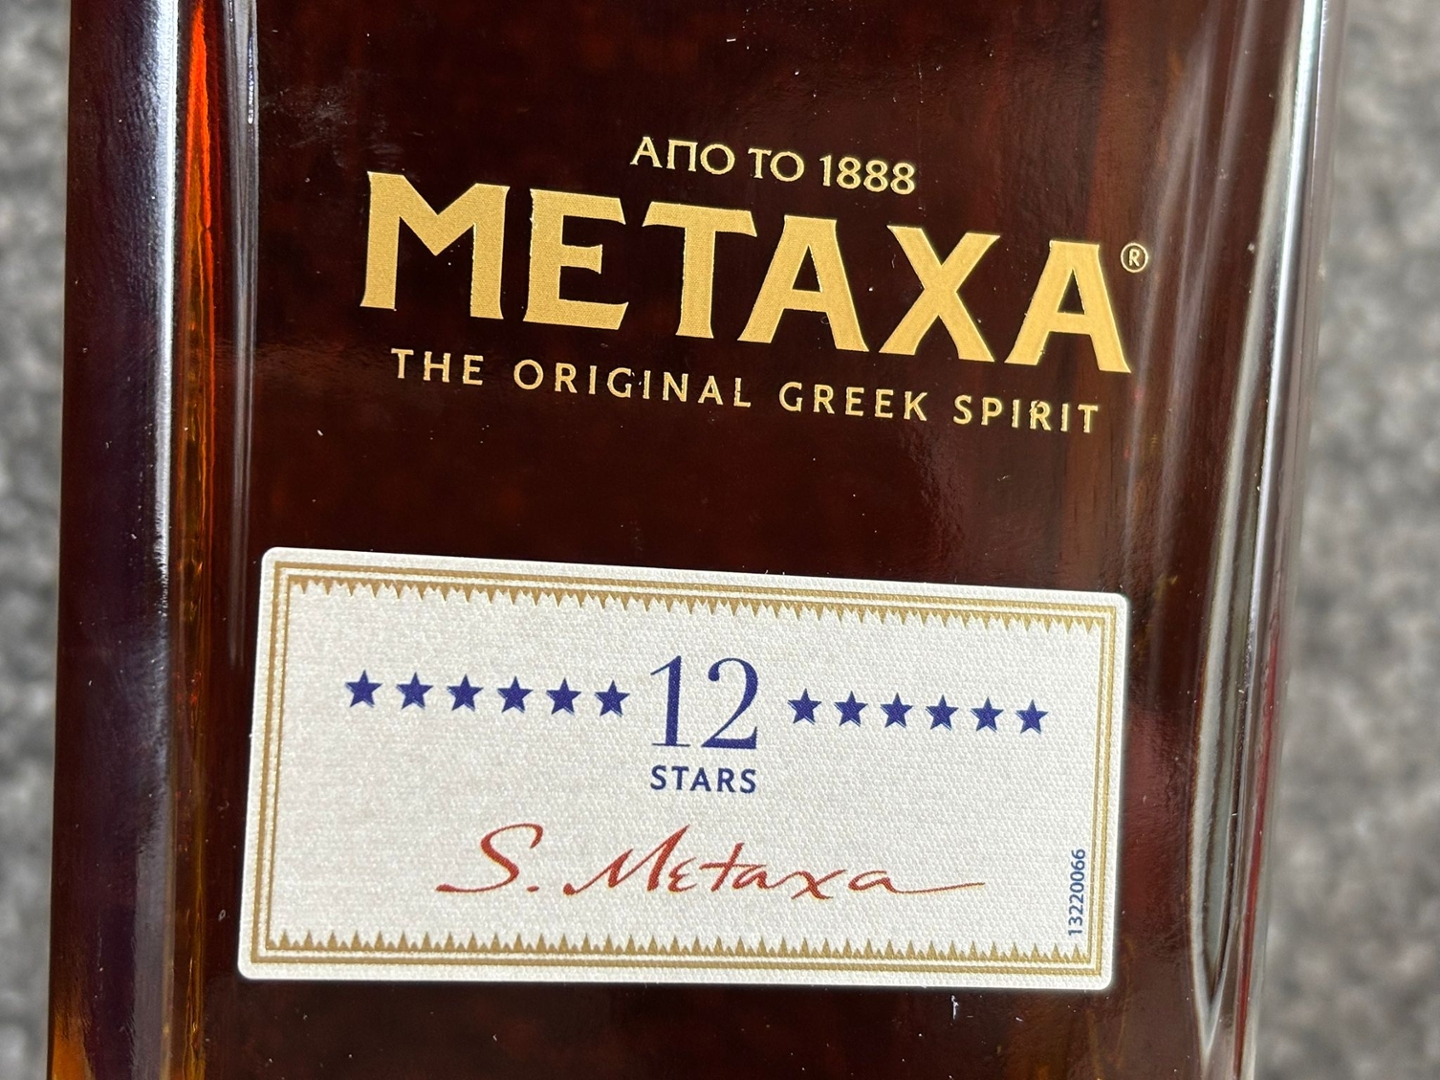 ΑΠΟ ΤΟ 1888
METAXA®
THE ORIGINAL GREEK SPIRIT
★★★★★★ 12 ★★★★★★
STARS
S. Metaxa
13220066